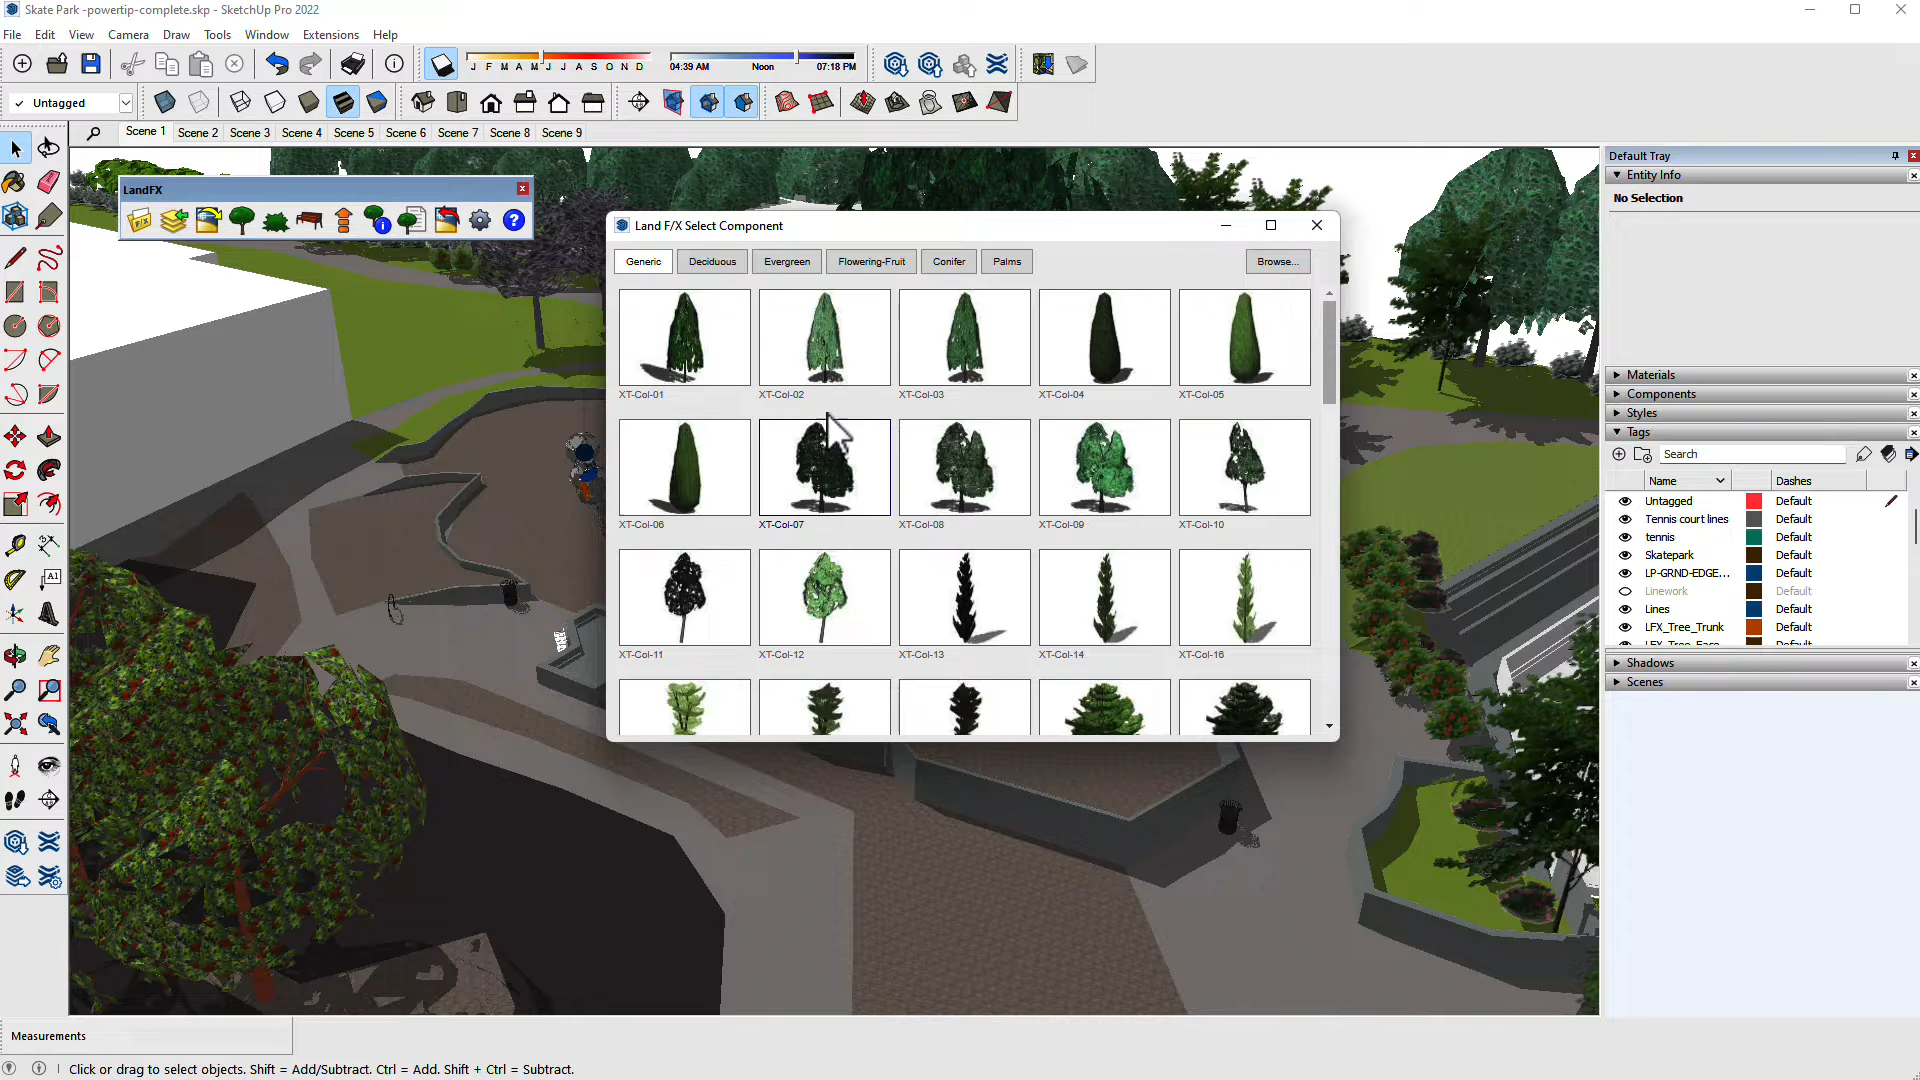 Skate Park -powertip-complete.skp - SketchUp Pro 2022
File Edit View Camera Draw Tools Window Extensions Help
J F M A M J J A S O N D
04:39 AM Noon 07:18 PM
Untagged
Scene 1 Scene 2 Scene 3 Scene 4 Scene 5 Scene 6 Scene 7 Scene 8 Scene 9
LandFX
Land F/X Select Component
Generic Deciduous Evergreen Flowering-Fruit Conifer Palms Browse...
XT-Col-01 XT-Col-02 XT-Col-03 XT-Col-04 XT-Col-05
XT-Col-06 XT-Col-07 XT-Col-08 XT-Col-09 XT-Col-10
XT-Col-11 XT-Col-12 XT-Col-13 XT-Col-14 XT-Col-16
Default Tray
Entity Info
No Selection
Materials
Components
Styles
Tags
Search
Name Dashes
Untagged Default
Tennis court lines Default
tennis Default
Skatepark Default
LP-GRND-EDGE... Default
Linework Default
Lines Default
LFX_Tree_Trunk Default
Shadows
Scenes
A1
Measurements
Click or drag to select objects. Shift = Add/Subtract. Ctrl = Add. Shift + Ctrl = Subtract.